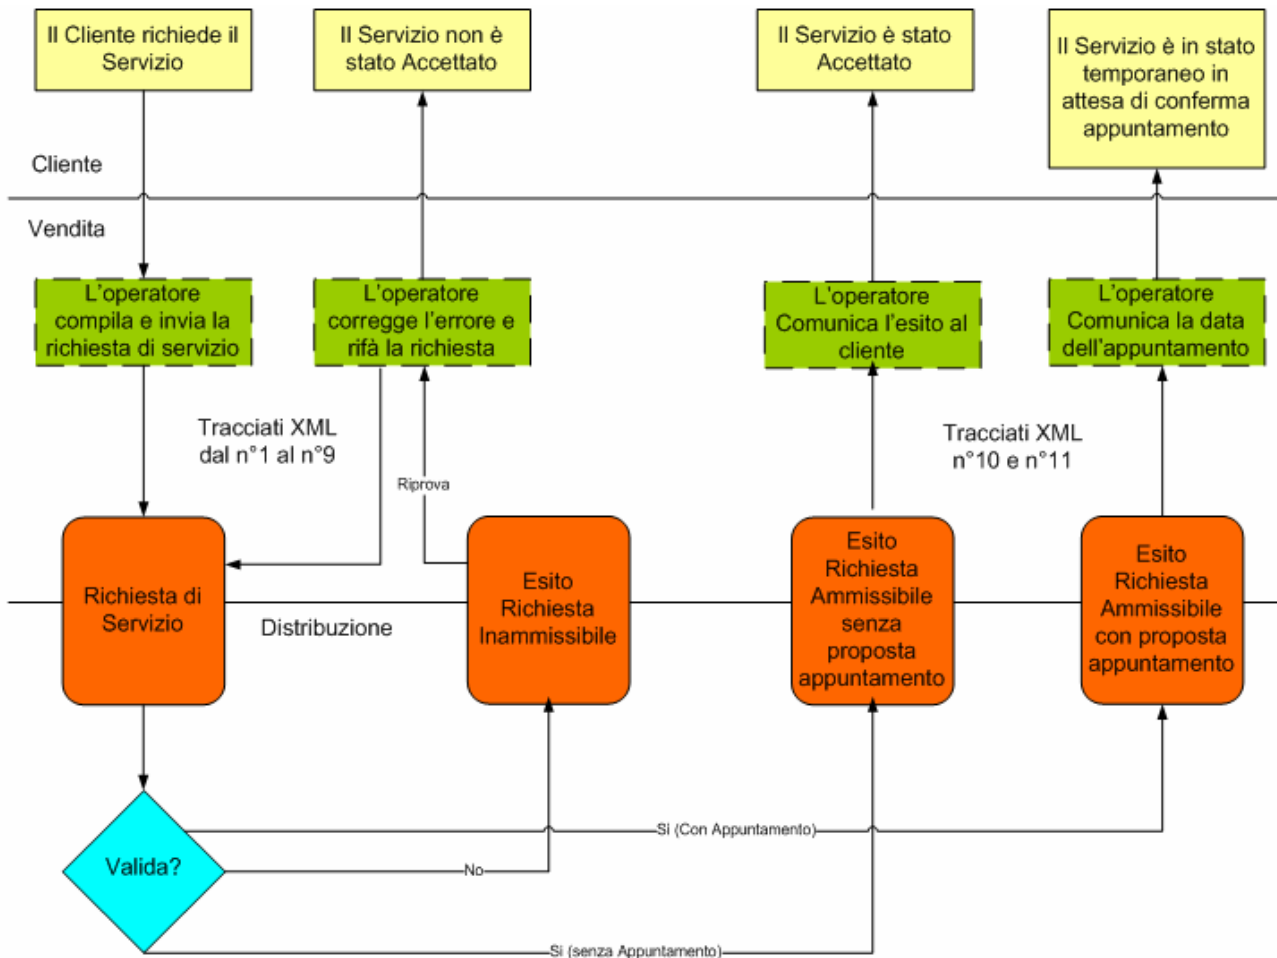 Il Cliente richiede il
Servizio
Il Servizio non è
stato Accettato
Il Servizio è stato
Accettato
Il Servizio è in stato
temporaneo in
attesa di conferma
appuntamento
Cliente
Vendita
L'operatore
compila e invia la
richiesta di servizio
L'operatore
corregge l'errore e
rifà la richiesta
L'operatore
Comunica l'esito al
cliente
L'operatore
Comunica la data
dell'appuntamento
Tracciati XML
dal n°1 al n°9
Riprova
Tracciati XML
n°10 e n°11
Richiesta di
Servizio
Distribuzione
Esito
Richiesta
Inammissibile
Esito
Richiesta
Ammissibile
senza
proposta
appuntamento
Esito
Richiesta
Ammissibile
con proposta
appuntamento
Valida?
Si (Con Appuntamento)
No
Si (senza Appuntamento)